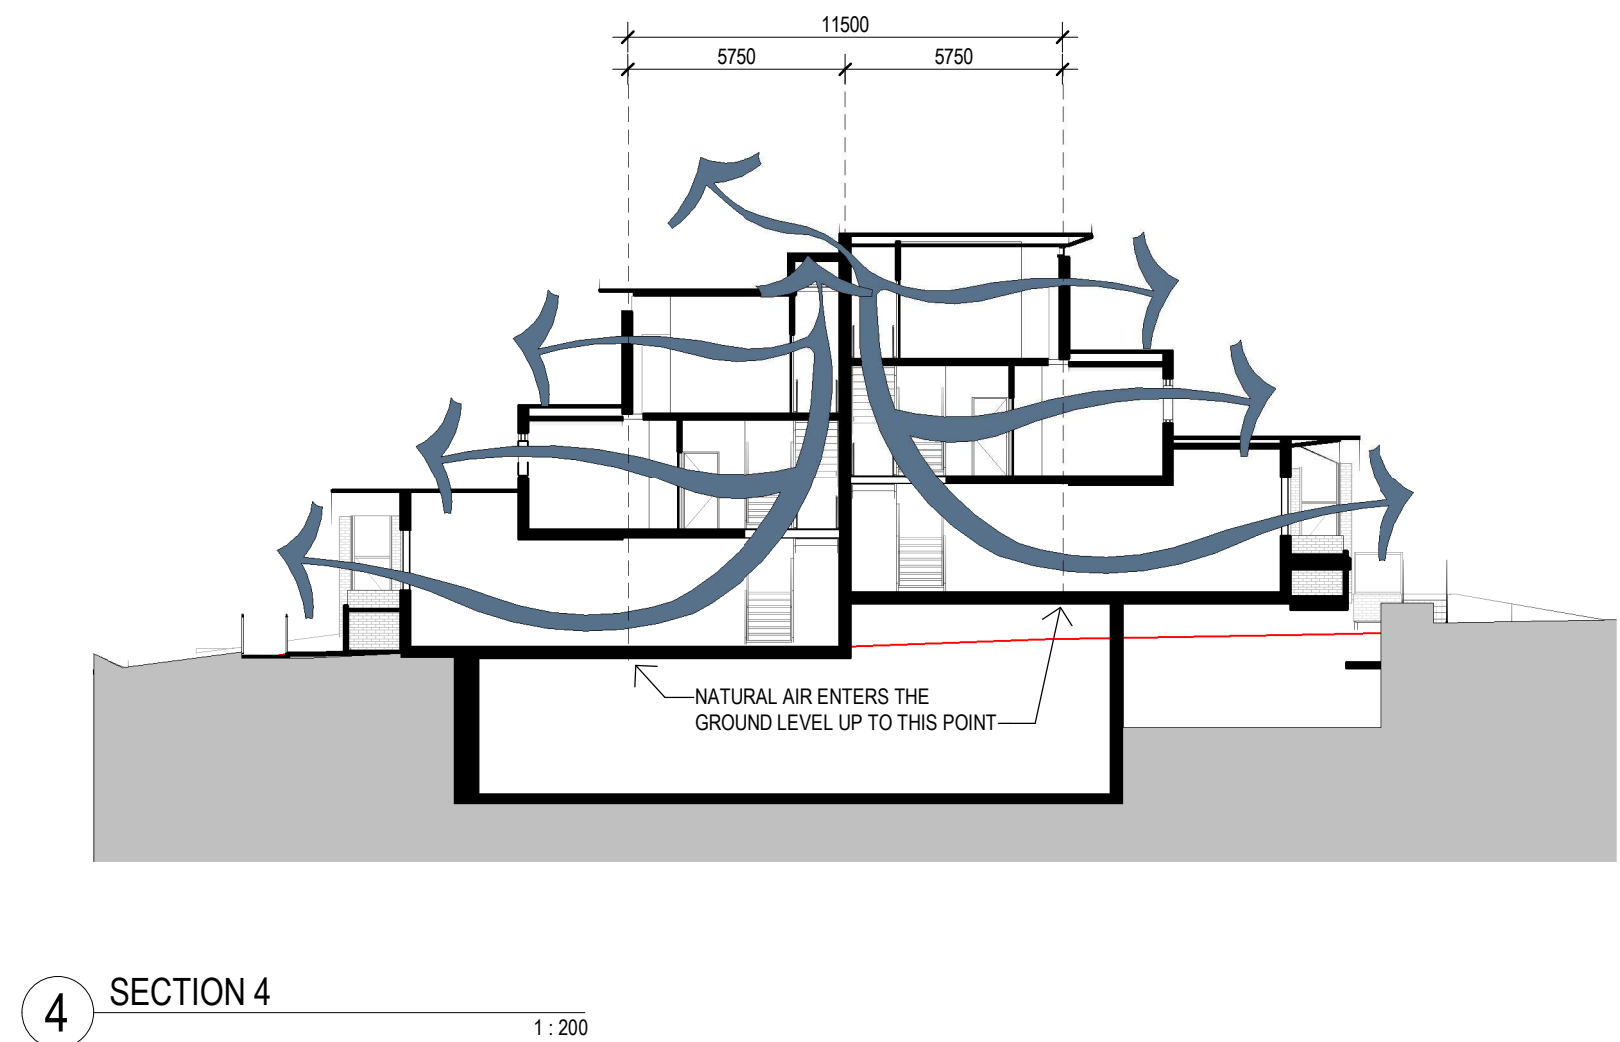 11500
5750 5750
NATURAL AIR ENTERS THE
GROUND LEVEL UP TO THIS POINT
4 SECTION 4
1 : 200